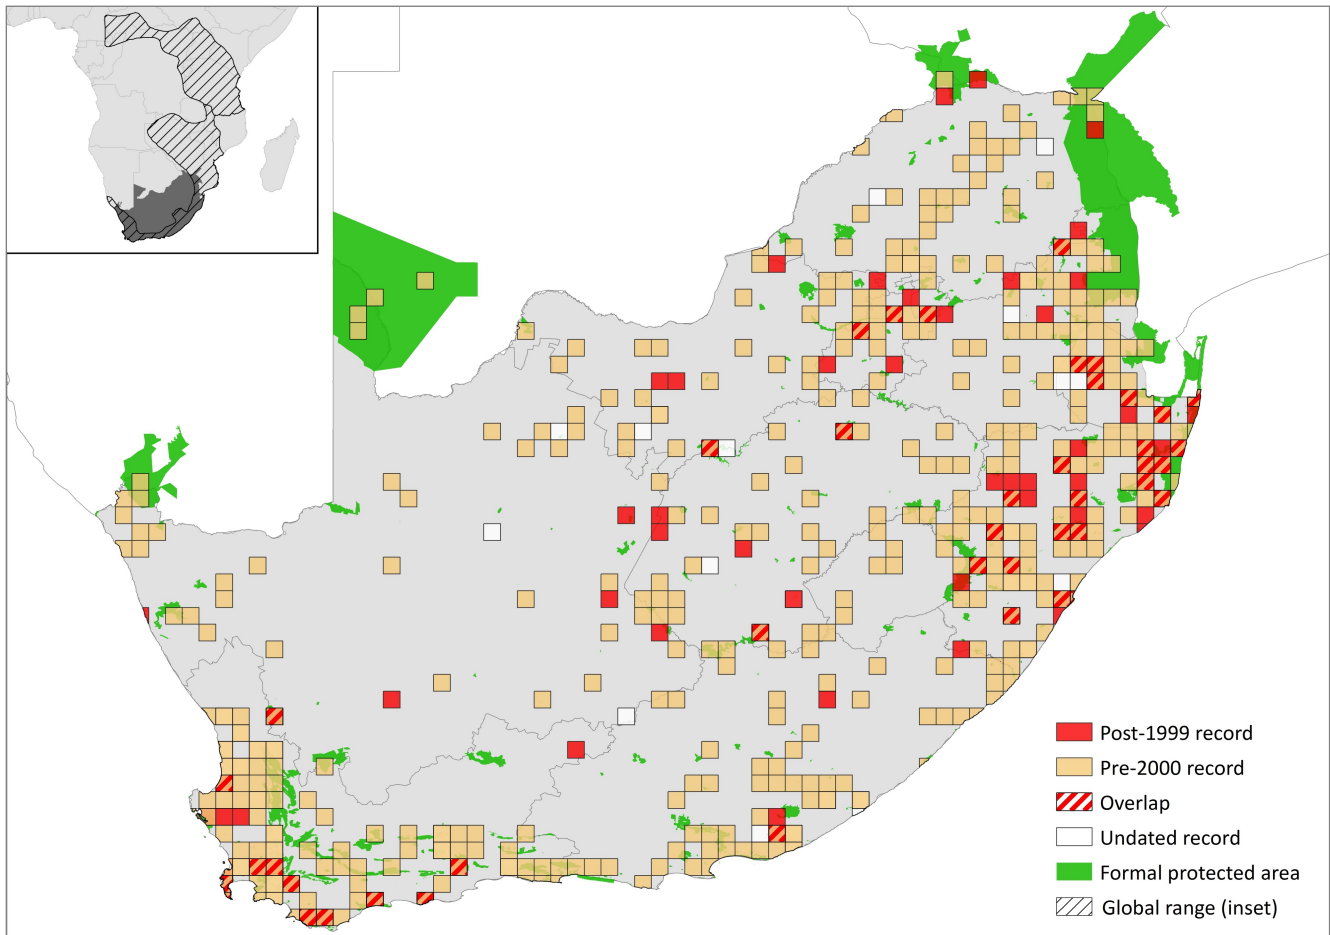 Post-1999 record
Pre-2000 record
Overlap
Undated record
Formal protected area
Global range (inset)